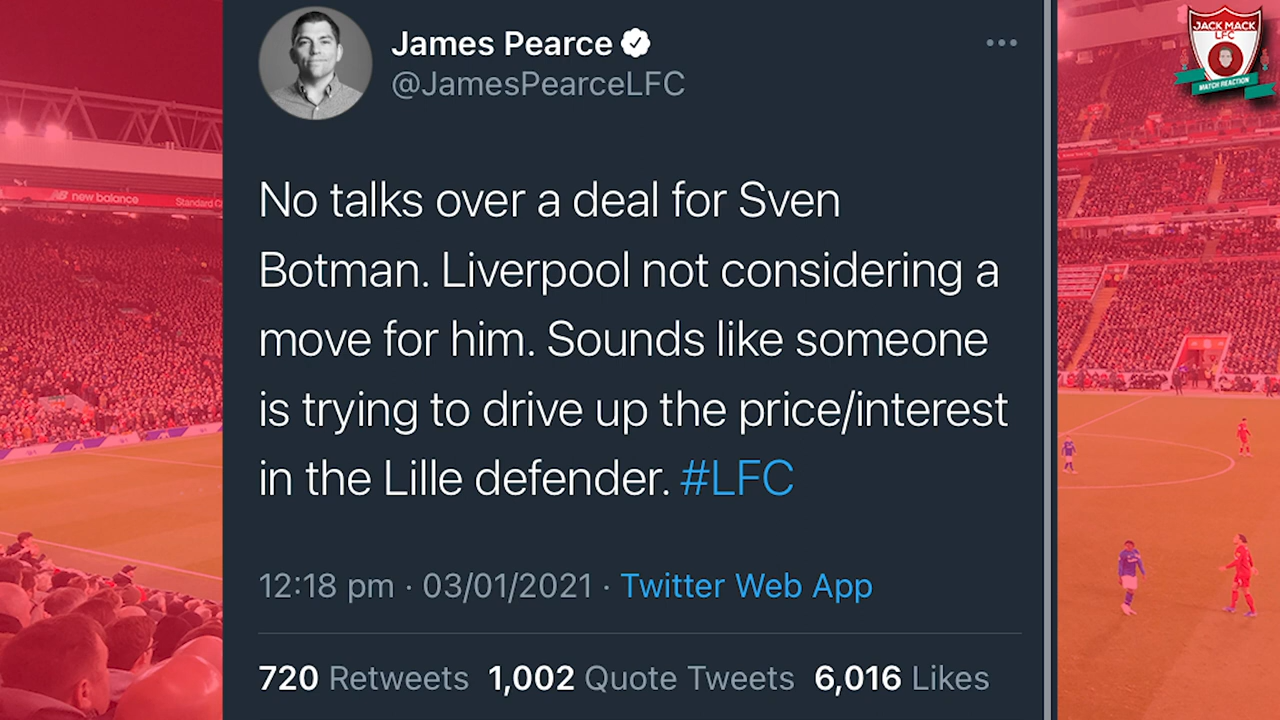 James Pearce
@JamesPearceLFC
No talks over a deal for Sven
Botman. Liverpool not considering a
move for him. Sounds like someone
is trying to drive up the price/interest
in the Lille defender. #LFC
12:18 pm · 03/01/2021 · Twitter Web App
720 Retweets 1,002 Quote Tweets 6,016 Likes
JACK MACK
LFC
MATCH REACTION
new balance
Standard C